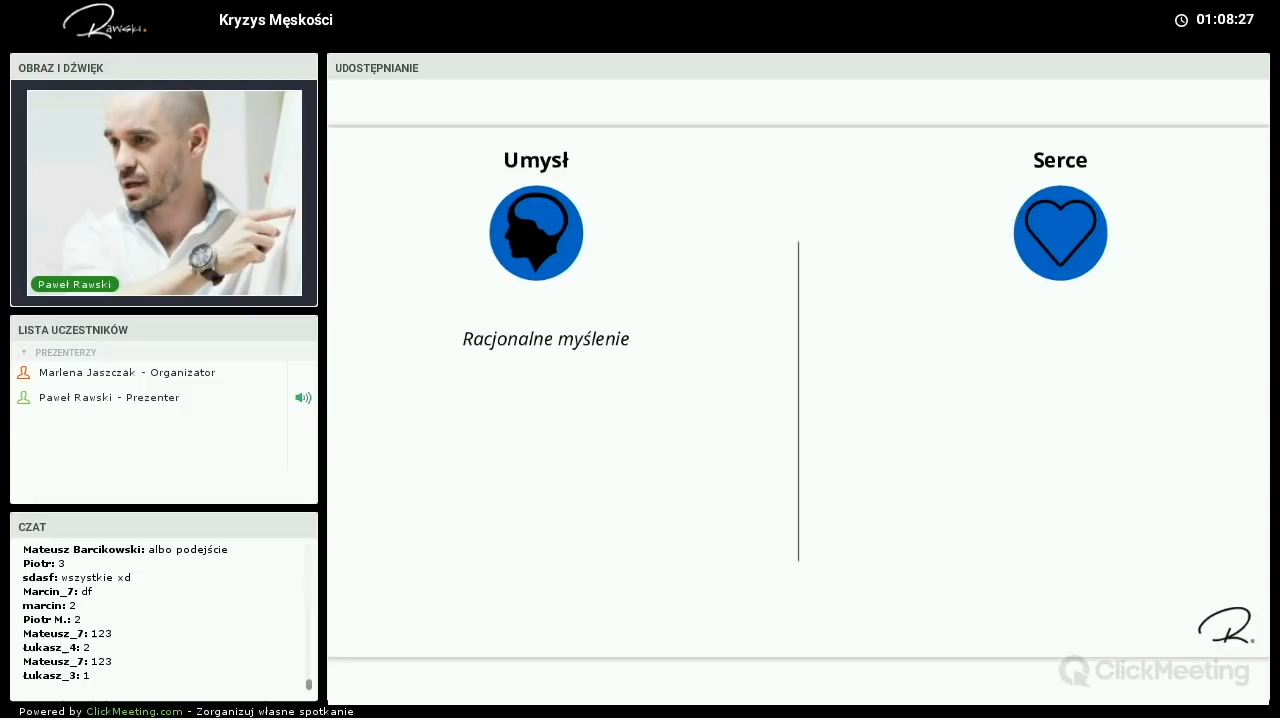 Rawski.
Kryzys Męskości
01:08:27
OBRAZ I DŹWIĘK
Paweł Rawski
LISTA UCZESTNIKÓW
PREZENTERZY
Marlena Jaszczak - Organizator
Paweł Rawski - Prezenter
CZAT
Mateusz Barcikowski: albo podejście
Piotr: 3
sdasf: wszystkie xd
Marcin_7: df
marcin: 2
Piotr M.: 2
Mateusz_7: 123
Łukasz_4: 2
Mateusz_7: 123
Łukasz_3: 1
UDOSTĘPNIANIE
Umysł
Serce
Racjonalne myślenie
R.
ClickMeeting
Powered by ClickMeeting.com - Zorganizuj własne spotkanie